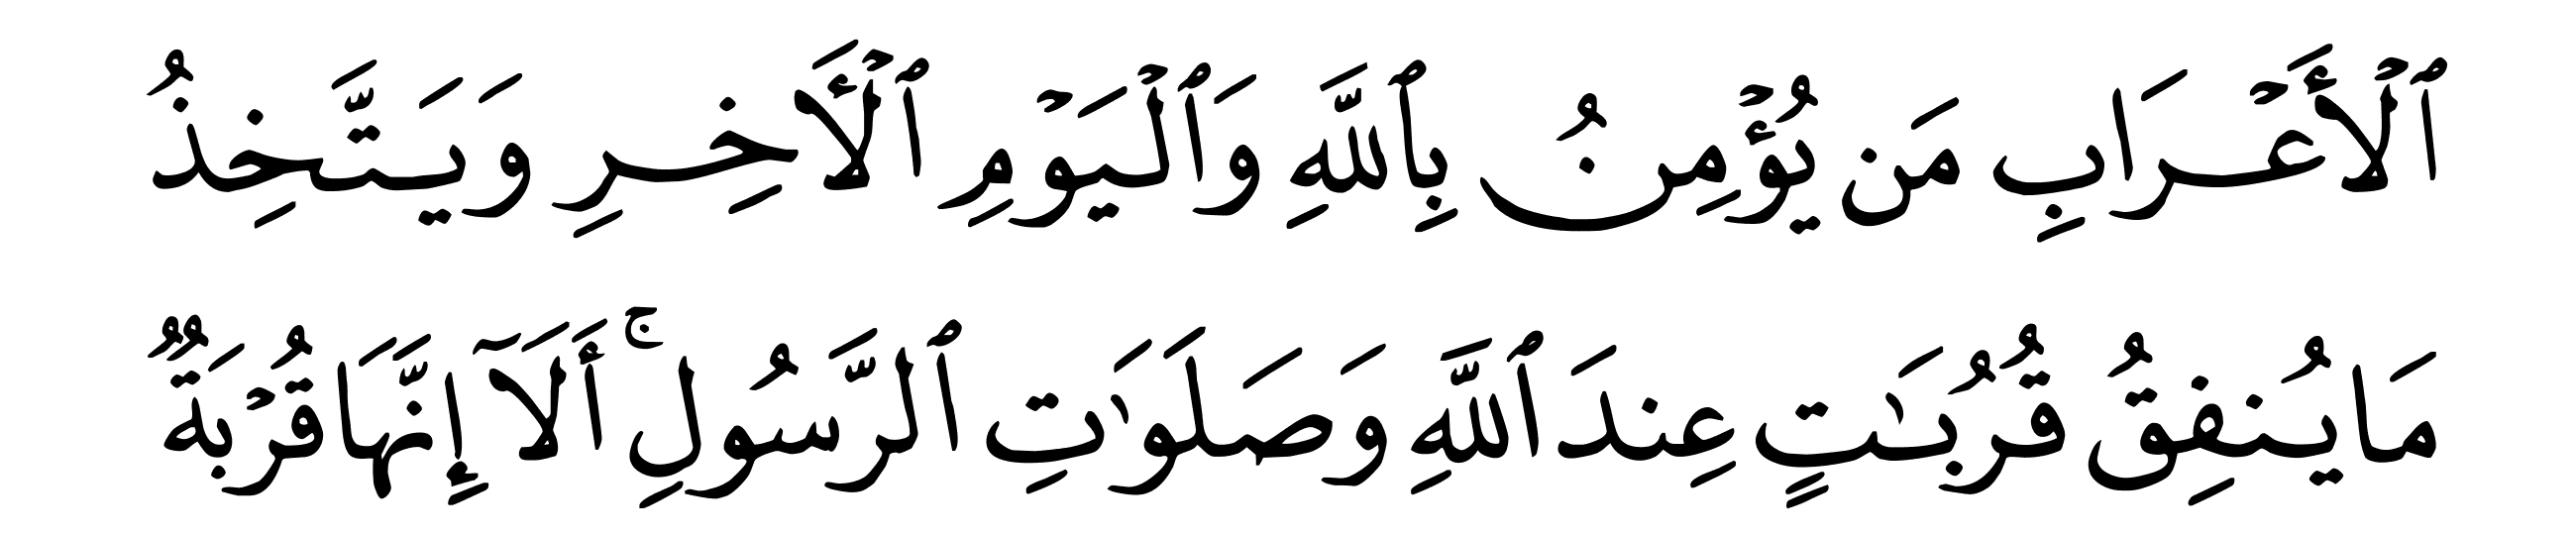 ٱلْأَعْرَابِ مَن يُؤْمِنُ بِٱللَّهِ وَٱلْيَوْمِ ٱلْأَخِرِ وَيَتَّخِذُ
مَا يُنفِقُ قُرُبَٰتٍ عِندَ ٱللَّهِ وَصَلَوَٰتِ ٱلرَّسُولِ ۚ أَلَآ إِنَّهَا قُرْبَةٌ